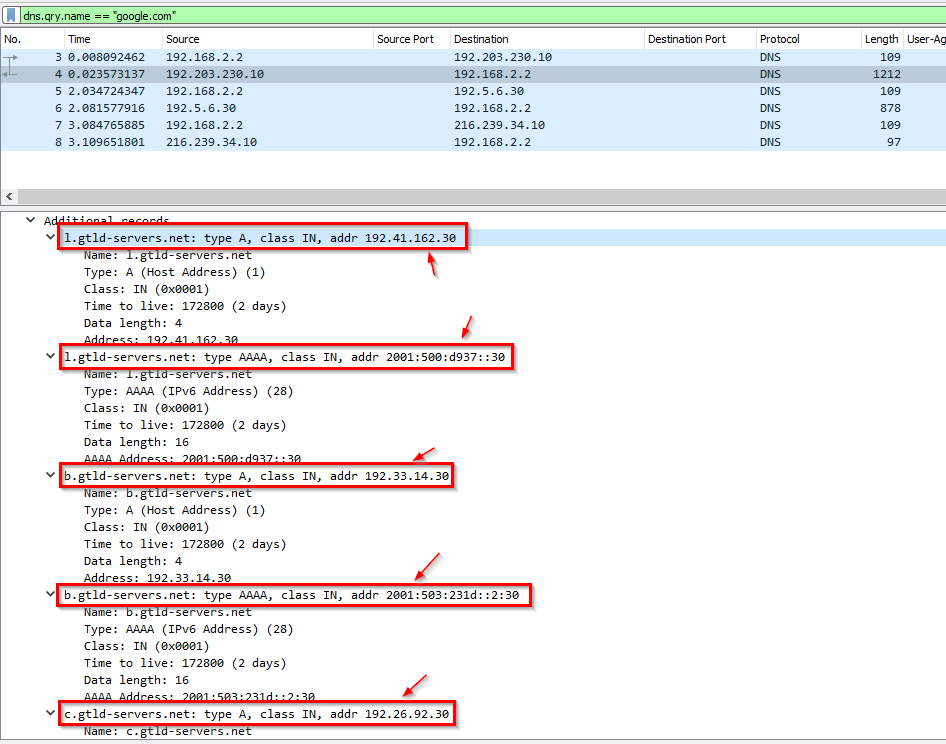 dns.qry.name == "google.com"
No. Time Source Source Port Destination Destination Port Protocol Length User-Ag
3 0.008092462 192.168.2.2 192.203.230.10 DNS 109
4 0.023573137 192.203.230.10 192.168.2.2 DNS 1212
5 2.034724347 192.168.2.2 192.5.6.30 DNS 109
6 2.081577916 192.5.6.30 192.168.2.2 DNS 878
7 3.084765885 192.168.2.2 216.239.34.10 DNS 109
8 3.109651801 216.239.34.10 192.168.2.2 DNS 97
Additional records
l.gtld-servers.net: type A, class IN, addr 192.41.162.30
Name: l.gtld-servers.net
Type: A (Host Address) (1)
Class: IN (0x0001)
Time to live: 172800 (2 days)
Data length: 4
Address: 192.41.162.30
l.gtld-servers.net: type AAAA, class IN, addr 2001:500:d937::30
Name: l.gtld-servers.net
Type: AAAA (IPv6 Address) (28)
Class: IN (0x0001)
Time to live: 172800 (2 days)
Data length: 16
AAAA Address: 2001:500:d937::30
b.gtld-servers.net: type A, class IN, addr 192.33.14.30
Name: b.gtld-servers.net
Type: A (Host Address) (1)
Class: IN (0x0001)
Time to live: 172800 (2 days)
Data length: 4
Address: 192.33.14.30
b.gtld-servers.net: type AAAA, class IN, addr 2001:503:231d::2:30
Name: b.gtld-servers.net
Type: AAAA (IPv6 Address) (28)
Class: IN (0x0001)
Time to live: 172800 (2 days)
Data length: 16
AAAA Address: 2001:503:231d::2:30
c.gtld-servers.net: type A, class IN, addr 192.26.92.30
Name: c.gtld-servers.net